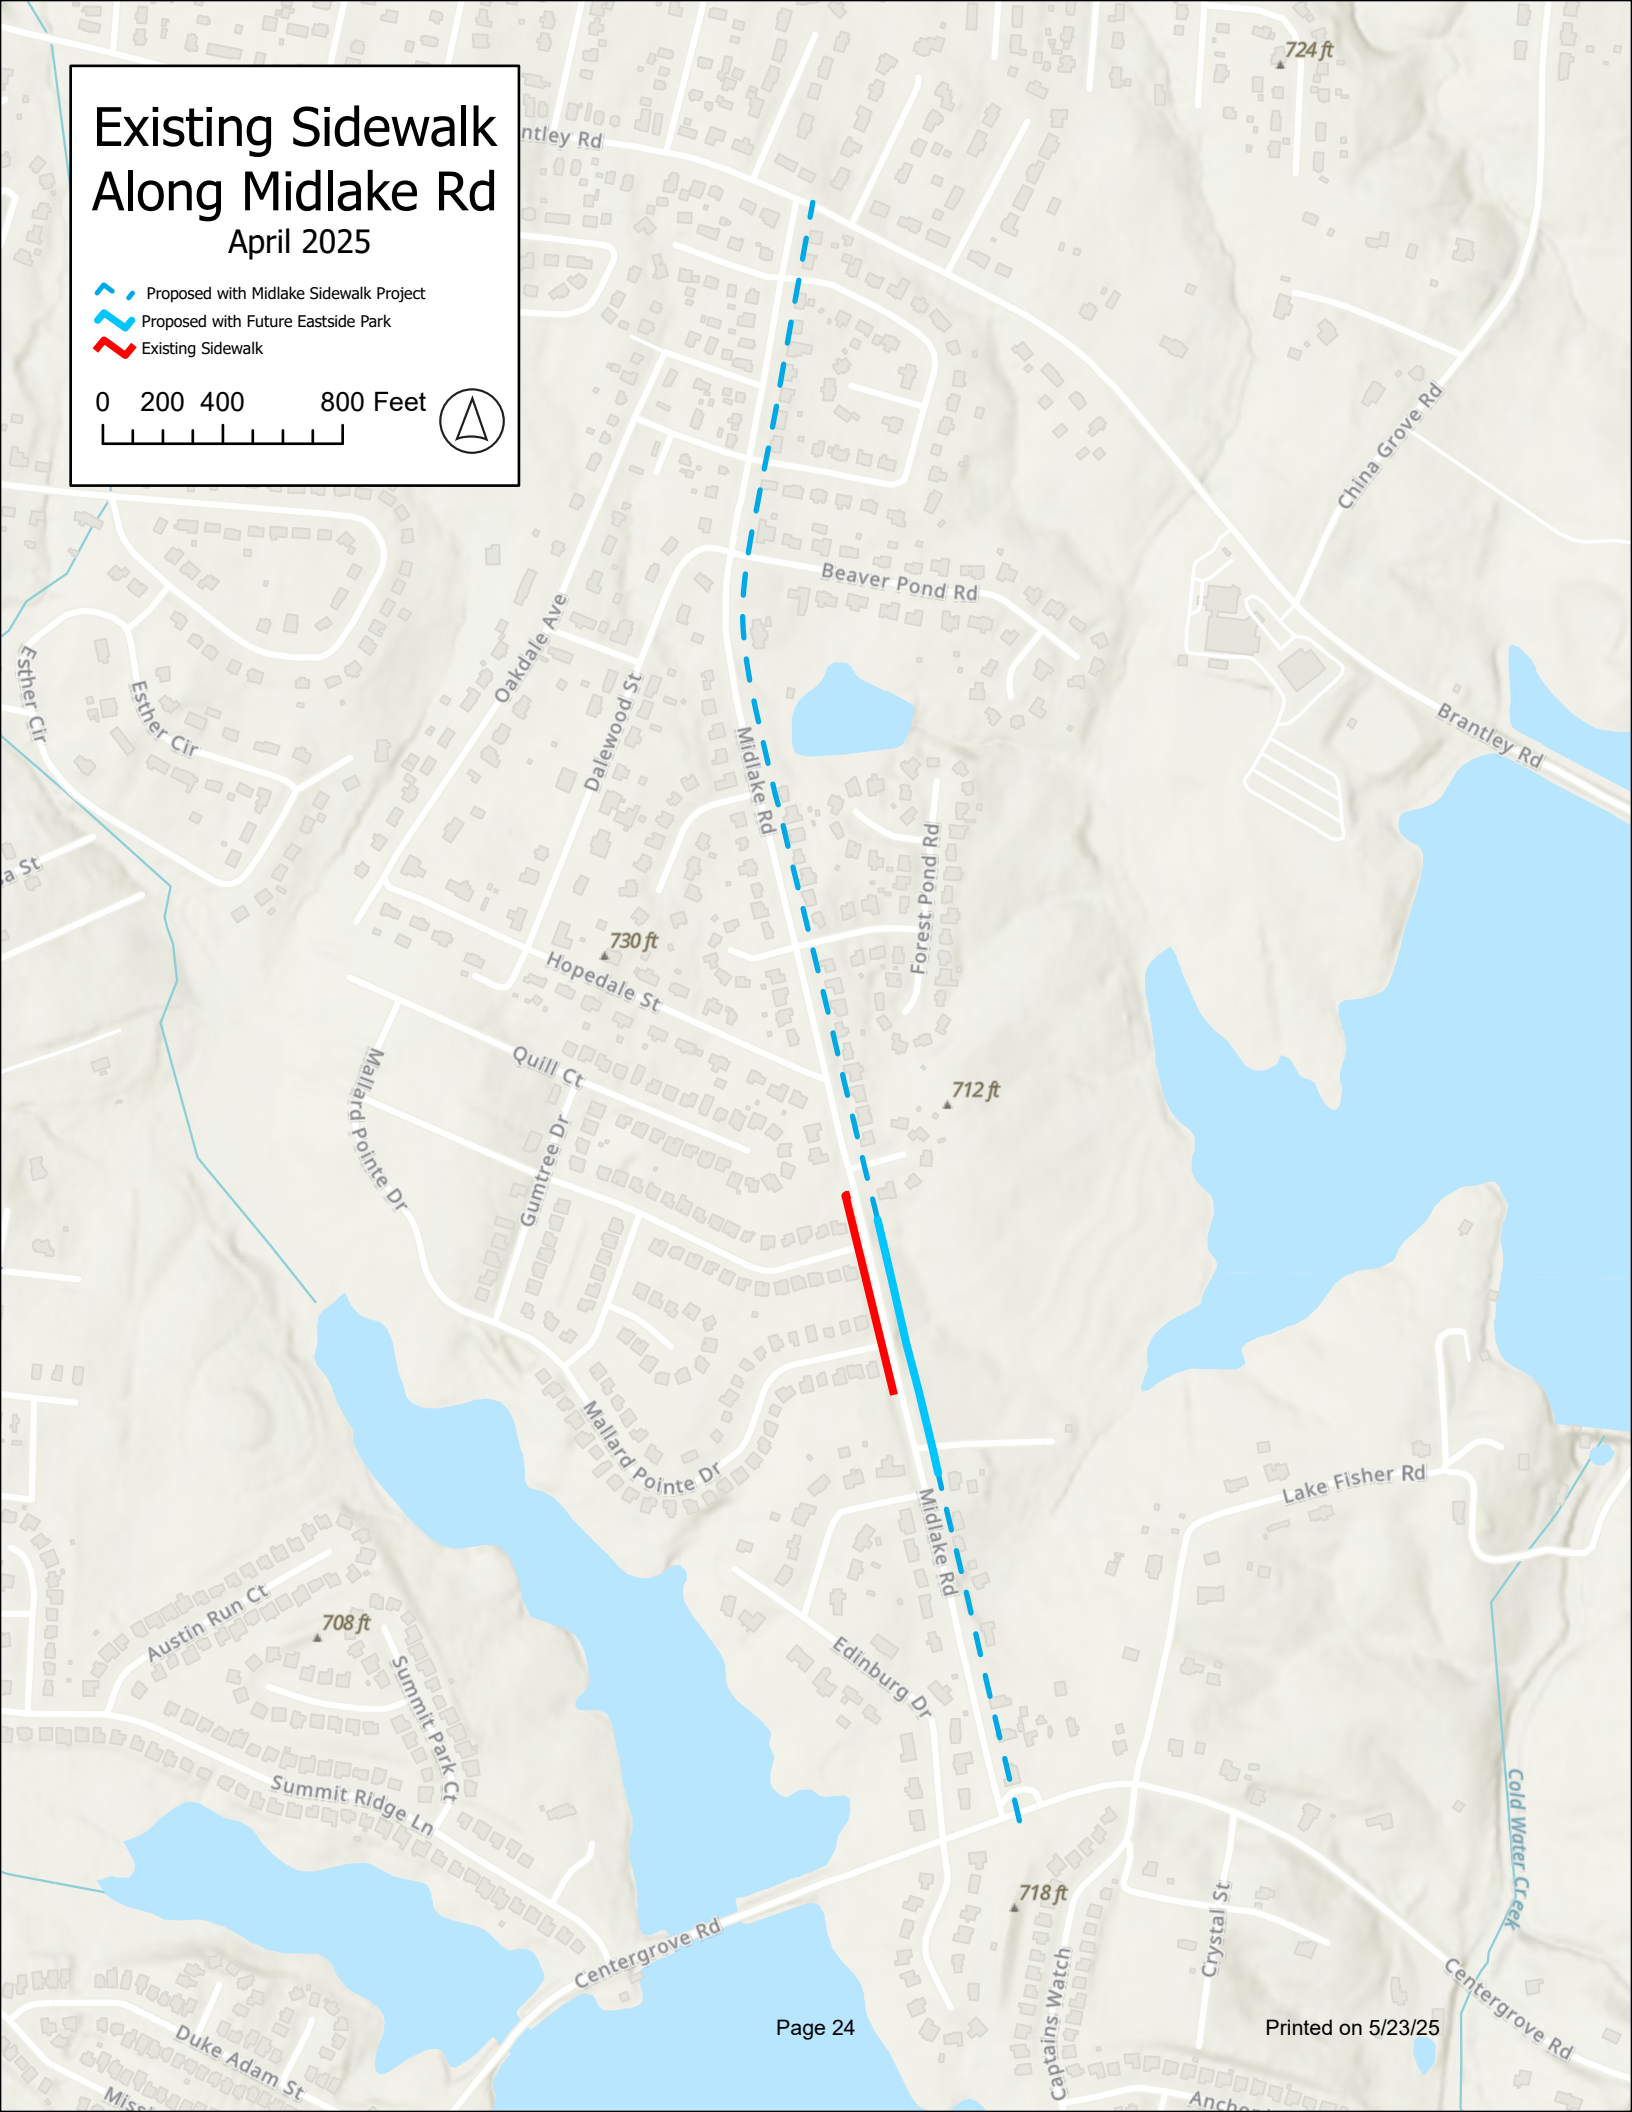 Existing Sidewalk
Along Midlake Rd
April 2025
Proposed with Midlake Sidewalk Project
Proposed with Future Eastside Park
Existing Sidewalk
0 200 400 800 Feet
ntley Rd
724 ft
China Grove Rd
Beaver Pond Rd
Oakdale Ave
Dalewood St
Esther Cir
Esther Cir
Midlake Rd
Brantley Rd
a St
Forest Pond Rd
730 ft
Hopedale St
Quill Ct
Mallard Pointe Dr
Gumtree Dr
712 ft
Mallard Pointe Dr
Midlake Rd
Lake Fisher Rd
Austin Run Ct
708 ft
Summit Park Ct
Edinburg Dr
Summit Ridge Ln
Cold Water Creek
718 ft
Crystal St
Centergrove Rd
Captains Watch
Centergrove Rd
Duke Adam St
Missi
Ancho
Page 24
Printed on 5/23/25